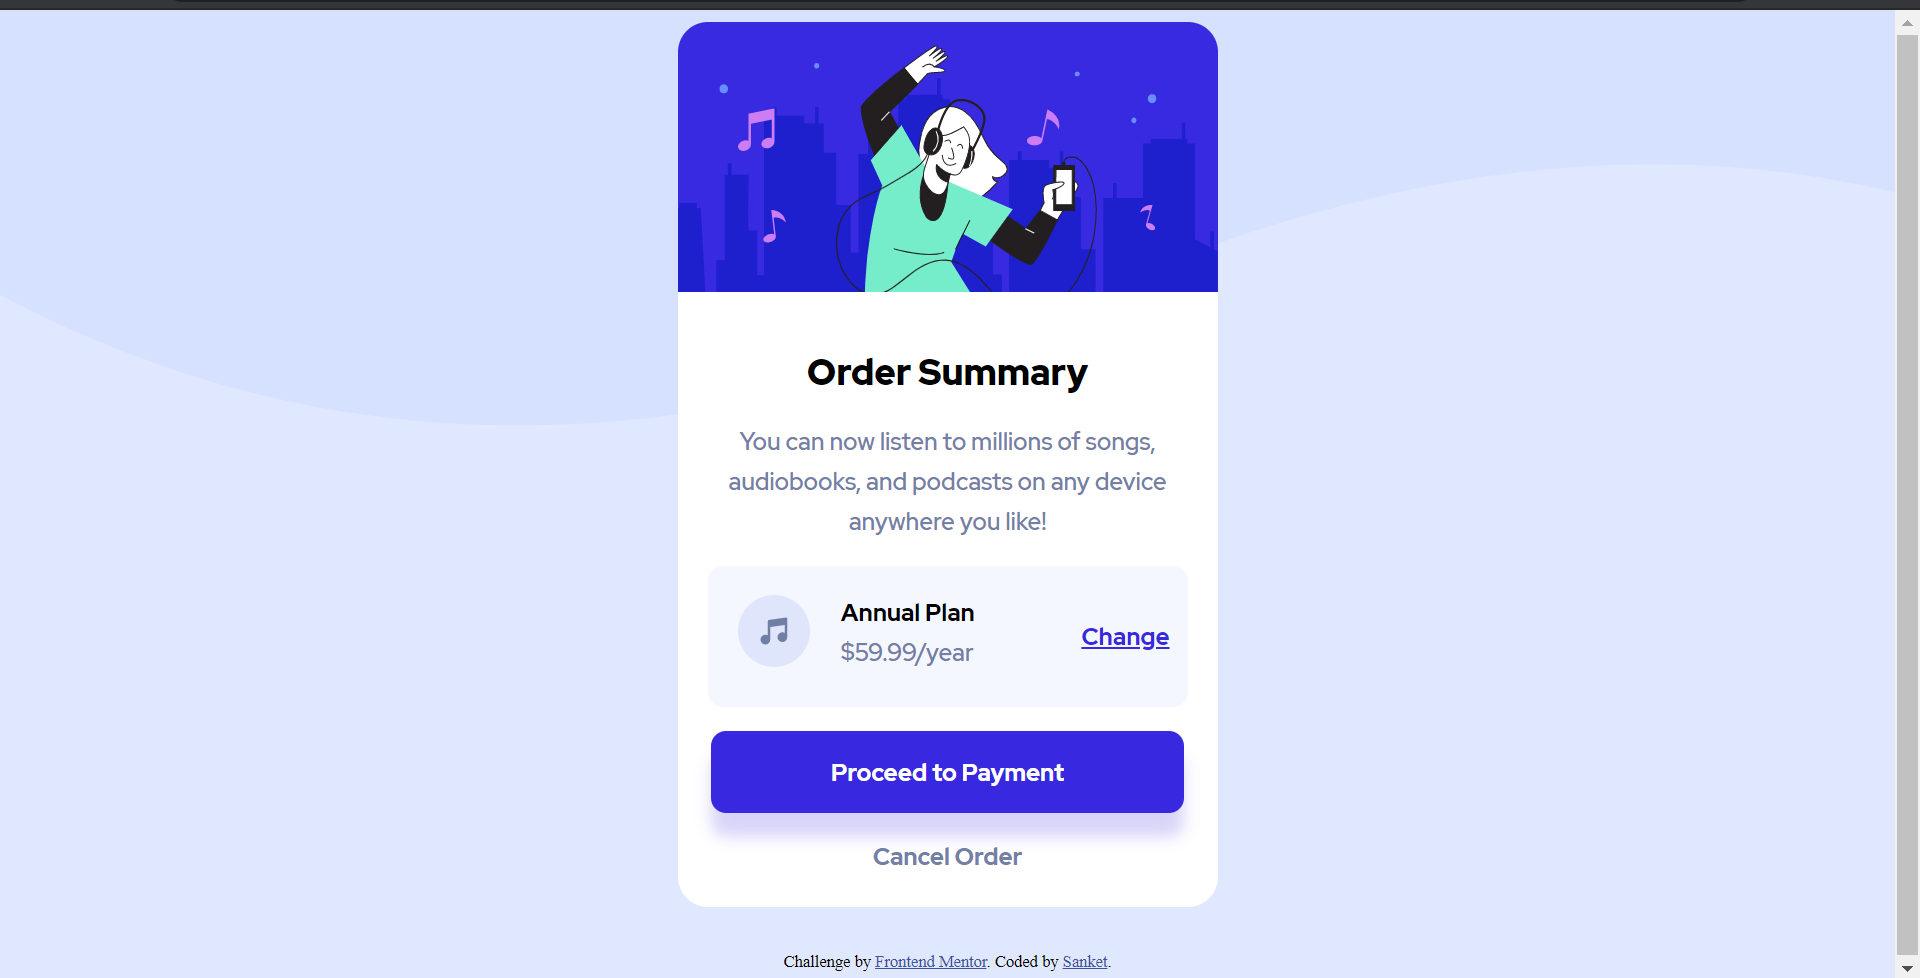 Order Summary
You can now listen to millions of songs,
audiobooks, and podcasts on any device
anywhere you like!
Annual Plan
$59.99/year
Change
Proceed to Payment
Cancel Order
Challenge by Frontend Mentor. Coded by Sanket.